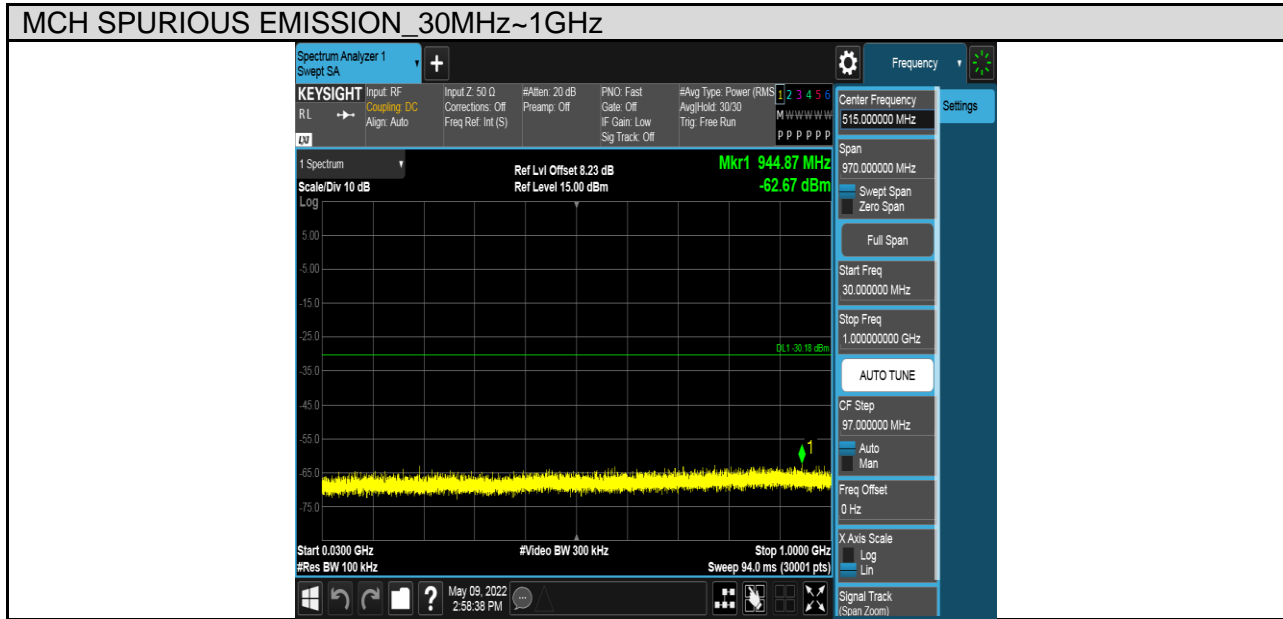 MCH SPURIOUS EMISSION_30MHz~1GHz
Spectrum Analyzer 1
Swept SA
+
Frequency
KEYSIGHT
RL
LXI
Input: RF
Coupling: DC
Align: Auto
Input Z: 50 Ω
Corrections: Off
Freq Ref: Int (S)
#Atten: 20 dB
Preamp: Off
PNO: Fast
Gate: Off
IF Gain: Low
Sig Track: Off
#Avg Type: Power (RMS
Avg|Hold: 30/30
Trig: Free Run
1 2 3 4 5 6
M W W W W W
P P P P P P
1 Spectrum
Scale/Div 10 dB
Ref Lvl Offset 8.23 dB
Ref Level 15.00 dBm
Mkr1 944.87 MHz
-62.67 dBm
Log
5.00
-5.00
-15.0
-25.0
-35.0
-45.0
-55.0
-65.0
-75.0
DL1 -30.18 dBm
1
Start 0.0300 GHz
#Res BW 100 kHz
#Video BW 300 kHz
Stop 1.0000 GHz
Sweep 94.0 ms (30001 pts)
Center Frequency
515.000000 MHz
Settings
Span
970.000000 MHz
Swept Span
Zero Span
Full Span
Start Freq
30.000000 MHz
Stop Freq
1.000000000 GHz
AUTO TUNE
CF Step
97.000000 MHz
Auto
Man
Freq Offset
0 Hz
X Axis Scale
Log
Lin
Signal Track
(Span Zoom)
?
May 09, 2022
2:58:38 PM